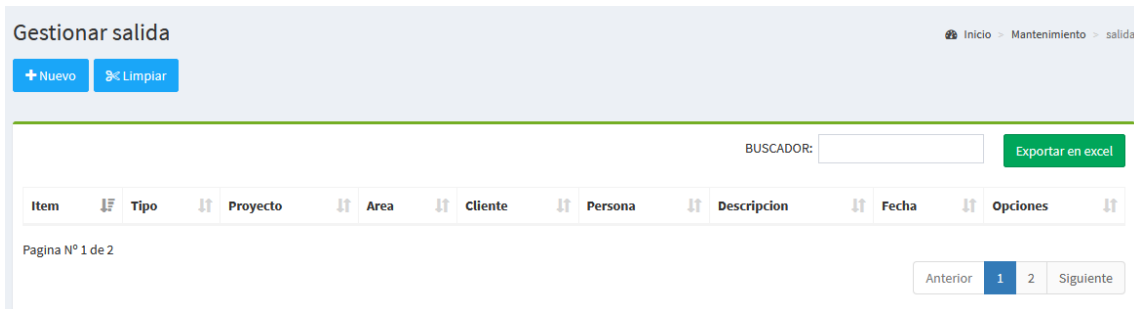 Gestionar salida
Inicio > Mantenimiento > salida
Nuevo Limpiar
BUSCADOR: Exportar en excel
Item Tipo Proyecto Area Cliente Persona Descripcion Fecha Opciones
Pagina Nº 1 de 2
Anterior 1 2 Siguiente